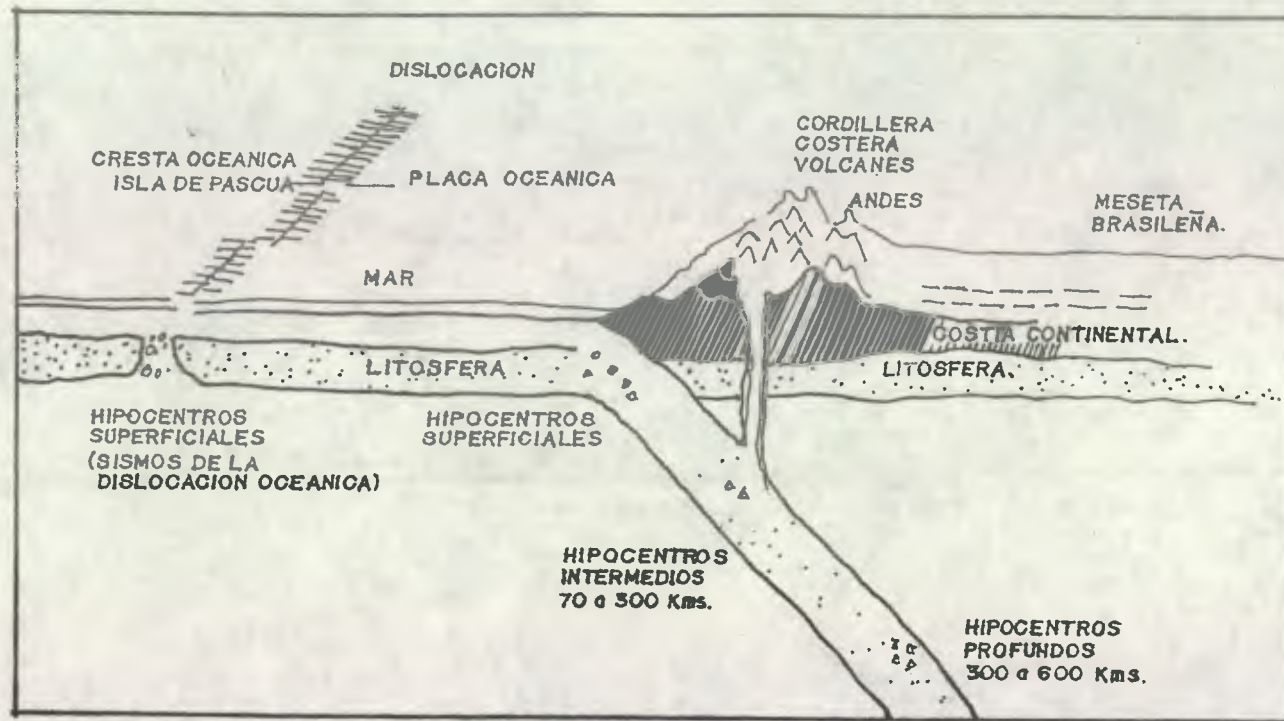 DISLOCACION
CRESTA OCEANICA
ISLA DE PASCUA
PLACA OCEANICA
CORDILLERA
COSTERA
VOLCANES
ANDES
MESETA
BRASILEÑA.
MAR
COSTIA CONTINENTAL.
LITOSFERA
LITOSFERA.
HIPOCENTROS
SUPERFICIALES
(SISMOS DE LA
DISLOCACION OCEANICA)
HIPOCENTROS
SUPERFICIALES
HIPOCENTROS
INTERMEDIOS
70 a 300 Kms.
HIPOCENTROS
PROFUNDOS
300 a 600 Kms.